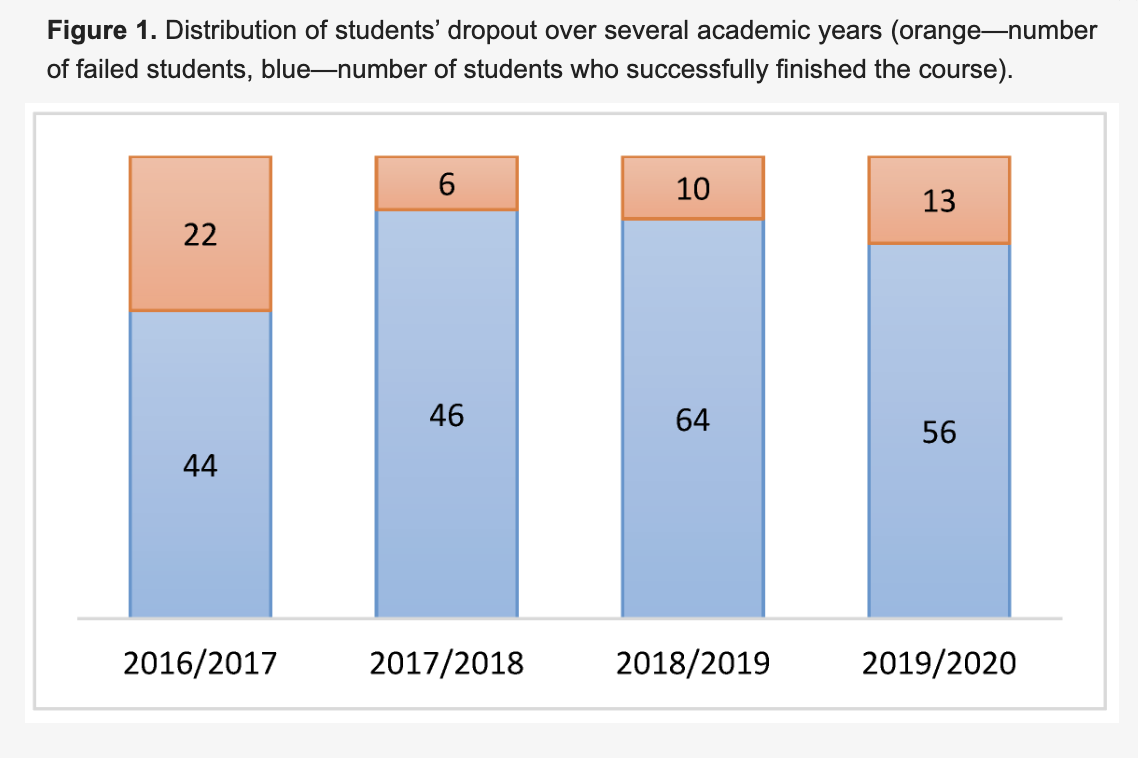 Figure 1. Distribution of students’ dropout over several academic years (orange—number
of failed students, blue—number of students who successfully finished the course).
22 6 10 13
44 46 64 56
2016/2017 2017/2018 2018/2019 2019/2020